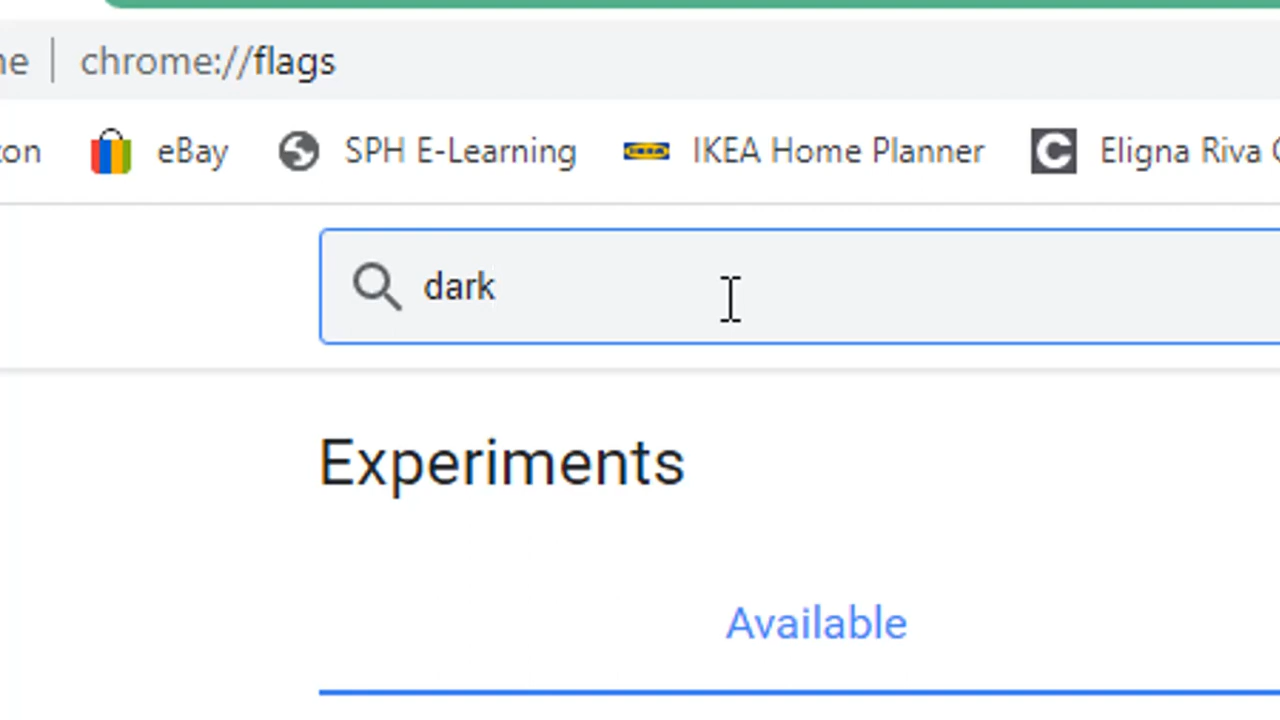 chrome://flags
eBay SPH E-Learning IKEA Home Planner Eligna Riva
dark
Experiments
Available